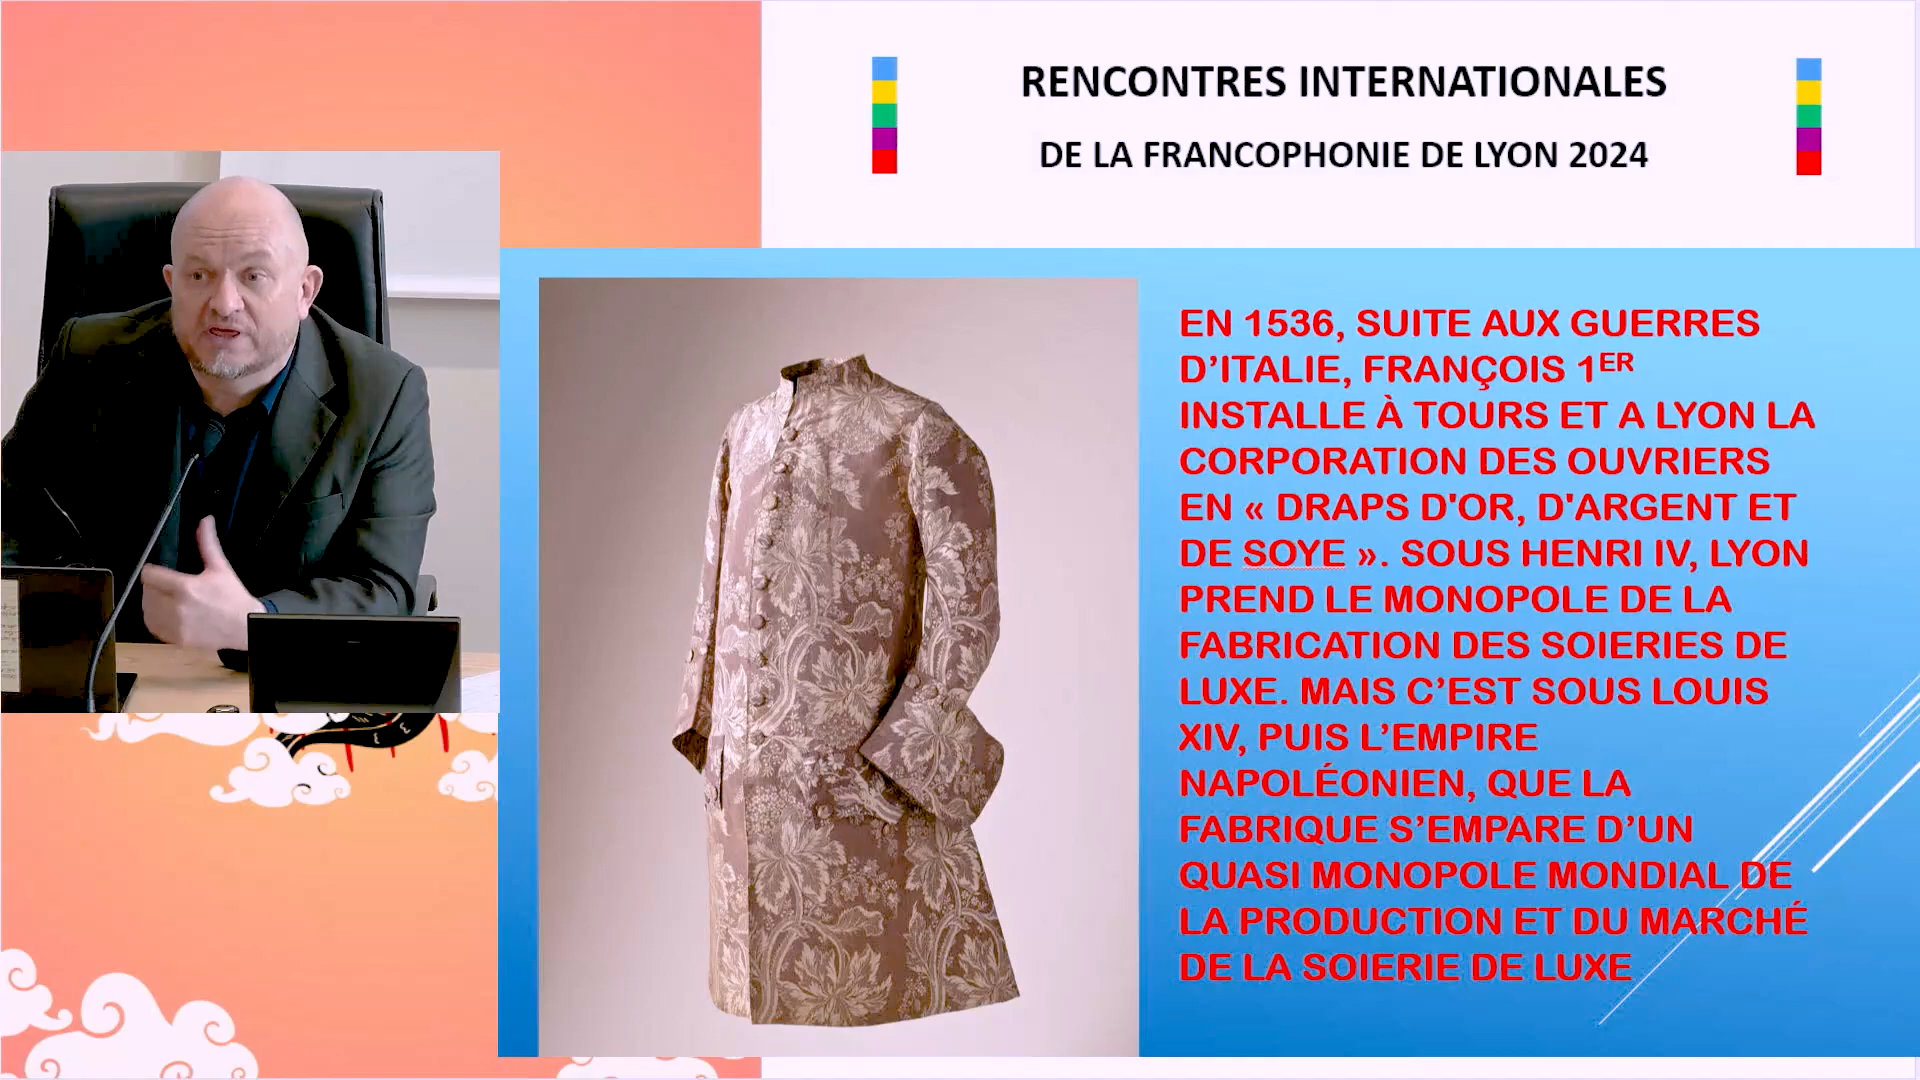 RENCONTRES INTERNATIONALES
DE LA FRANCOPHONIE DE LYON 2024
EN 1536, SUITE AUX GUERRES
D’ITALIE, FRANÇOIS 1ER
INSTALLE À TOURS ET A LYON LA
CORPORATION DES OUVRIERS
EN « DRAPS D'OR, D'ARGENT ET
DE SOYE ». SOUS HENRI IV, LYON
PREND LE MONOPOLE DE LA
FABRICATION DES SOIERIES DE
LUXE. MAIS C’EST SOUS LOUIS
XIV, PUIS L’EMPIRE
NAPOLÉONIEN, QUE LA
FABRIQUE S’EMPARE D’UN
QUASI MONOPOLE MONDIAL DE
LA PRODUCTION ET DU MARCHÉ
DE LA SOIERIE DE LUXE